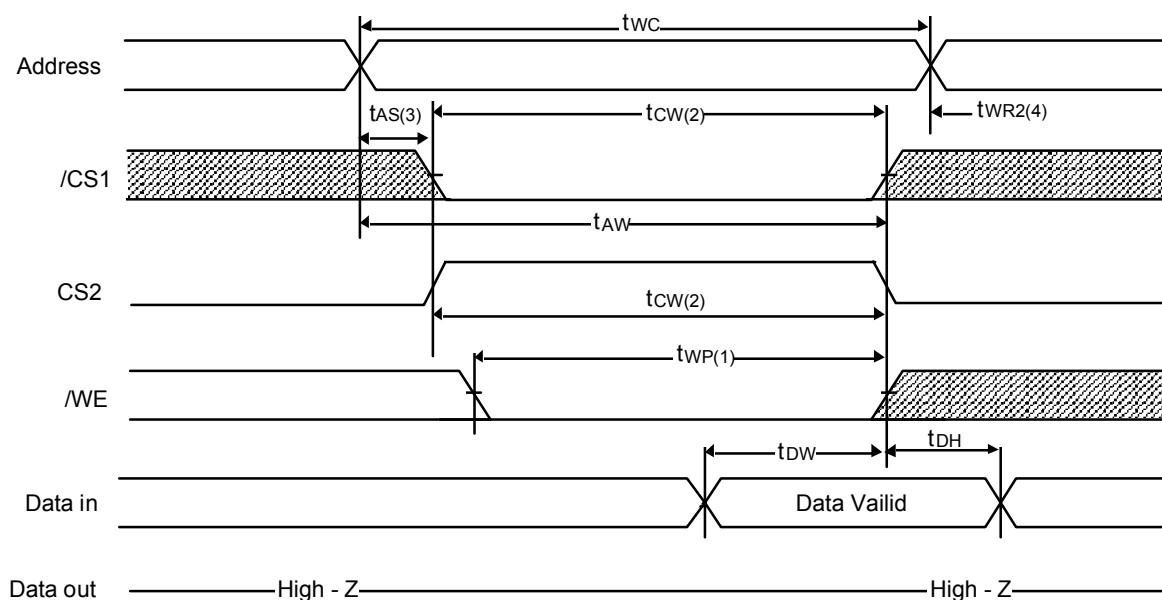 tWC
Address
tAS(3)
tCW(2)
tWR2(4)
/CS1
tAW
CS2
tCW(2)
tWP(1)
/WE
tDW
tDH
Data in
Data Vailid
Data out
High - Z
High - Z